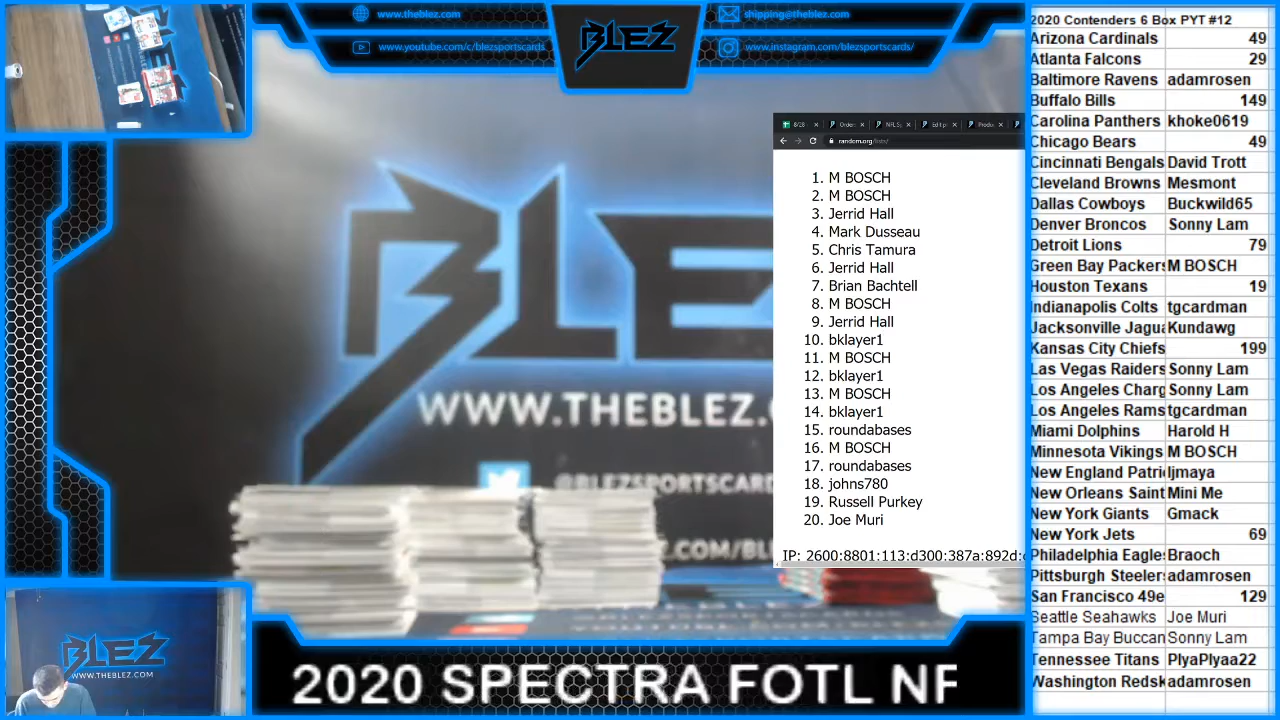 www.theblez.com
www.youtube.com/c/blezsportscards
BLEZ
shipping@theblez.com
www.instagram.com/blezsportscards/
BLEZ
WWW.THEBLEZ.C
@BLEZSPORTSCARD
random.org/lists/
1. M BOSCH
2. M BOSCH
3. Jerrid Hall
4. Mark Dusseau
5. Chris Tamura
6. Jerrid Hall
7. Brian Bachtell
8. M BOSCH
9. Jerrid Hall
10. bklayer1
11. M BOSCH
12. bklayer1
13. M BOSCH
14. bklayer1
15. roundabases
16. M BOSCH
17. roundabases
18. johns780
19. Russell Purkey
20. Joe Muri
IP: 2600:8801:113:d300:387a:892d:
2020 Contenders 6 Box PYT #12
Arizona Cardinals 49
Atlanta Falcons 29
Baltimore Ravens adamrosen
Buffalo Bills 149
Carolina Panthers khoke0619
Chicago Bears 49
Cincinnati Bengals David Trott
Cleveland Browns Mesmont
Dallas Cowboys Buckwild65
Denver Broncos Sonny Lam
Detroit Lions 79
Green Bay Packers M BOSCH
Houston Texans 19
Indianapolis Colts tgcardman
Jacksonville Jagua Kundawg
Kansas City Chiefs 199
Las Vegas Raiders Sonny Lam
Los Angeles Charg Sonny Lam
Los Angeles Rams tgcardman
Miami Dolphins Harold H
Minnesota Vikings M BOSCH
New England Patri ljmaya
New Orleans Saint Mini Me
New York Giants Gmack
New York Jets 69
Philadelphia Eagle Braoch
Pittsburgh Steelers adamrosen
San Francisco 49e 129
Seattle Seahawks Joe Muri
Tampa Bay Buccan Sonny Lam
Tennessee Titans PlyaPlyaa22
Washington Redsk adamrosen
BLEZ
WWW.THEBLEZ.COM
2020 SPECTRA FOTL NF